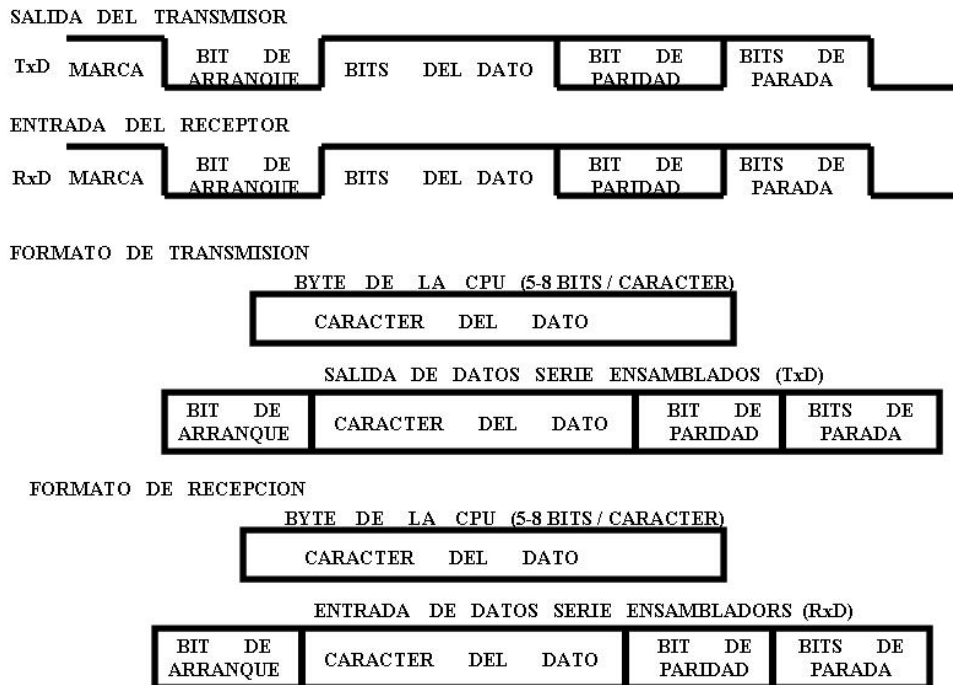 SALIDA DEL TRANSMISOR
TxD MARCA BIT DE ARRANQUE BITS DEL DATO BIT DE PARIDAD BITS DE PARADA
ENTRADA DEL RECEPTOR
RxD MARCA BIT DE ARRANQUE BITS DEL DATO BIT DE PARIDAD BITS DE PARADA
FORMATO DE TRANSMISION
BYTE DE LA CPU (5-8 BITS / CARACTER)
CARACTER DEL DATO
SALIDA DE DATOS SERIE ENSAMBLADOS (TxD)
BIT DE ARRANQUE CARACTER DEL DATO BIT DE PARIDAD BITS DE PARADA
FORMATO DE RECEPCION
BYTE DE LA CPU (5-8 BITS / CARACTER)
CARACTER DEL DATO
ENTRADA DE DATOS SERIE ENSAMBLADORS (RxD)
BIT DE ARRANQUE CARACTER DEL DATO BIT DE PARIDAD BITS DE PARADA